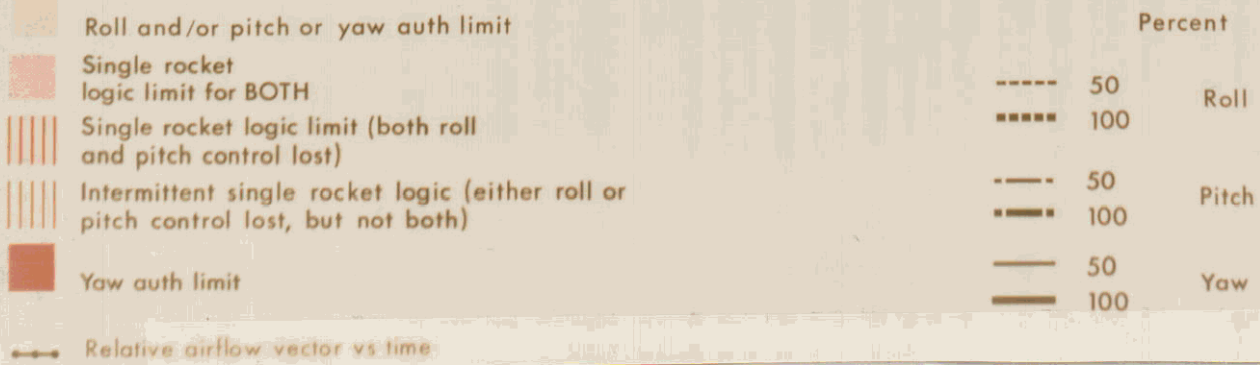 Roll and/or pitch or yaw auth limit
Single rocket
logic limit for BOTH
Single rocket logic limit (both roll
and pitch control lost)
Intermittent single rocket logic (either roll or
pitch control lost, but not both)
Yaw auth limit
Relative airflow vector vs time
Percent
50
100
Roll
50
100
Pitch
50
100
Yaw